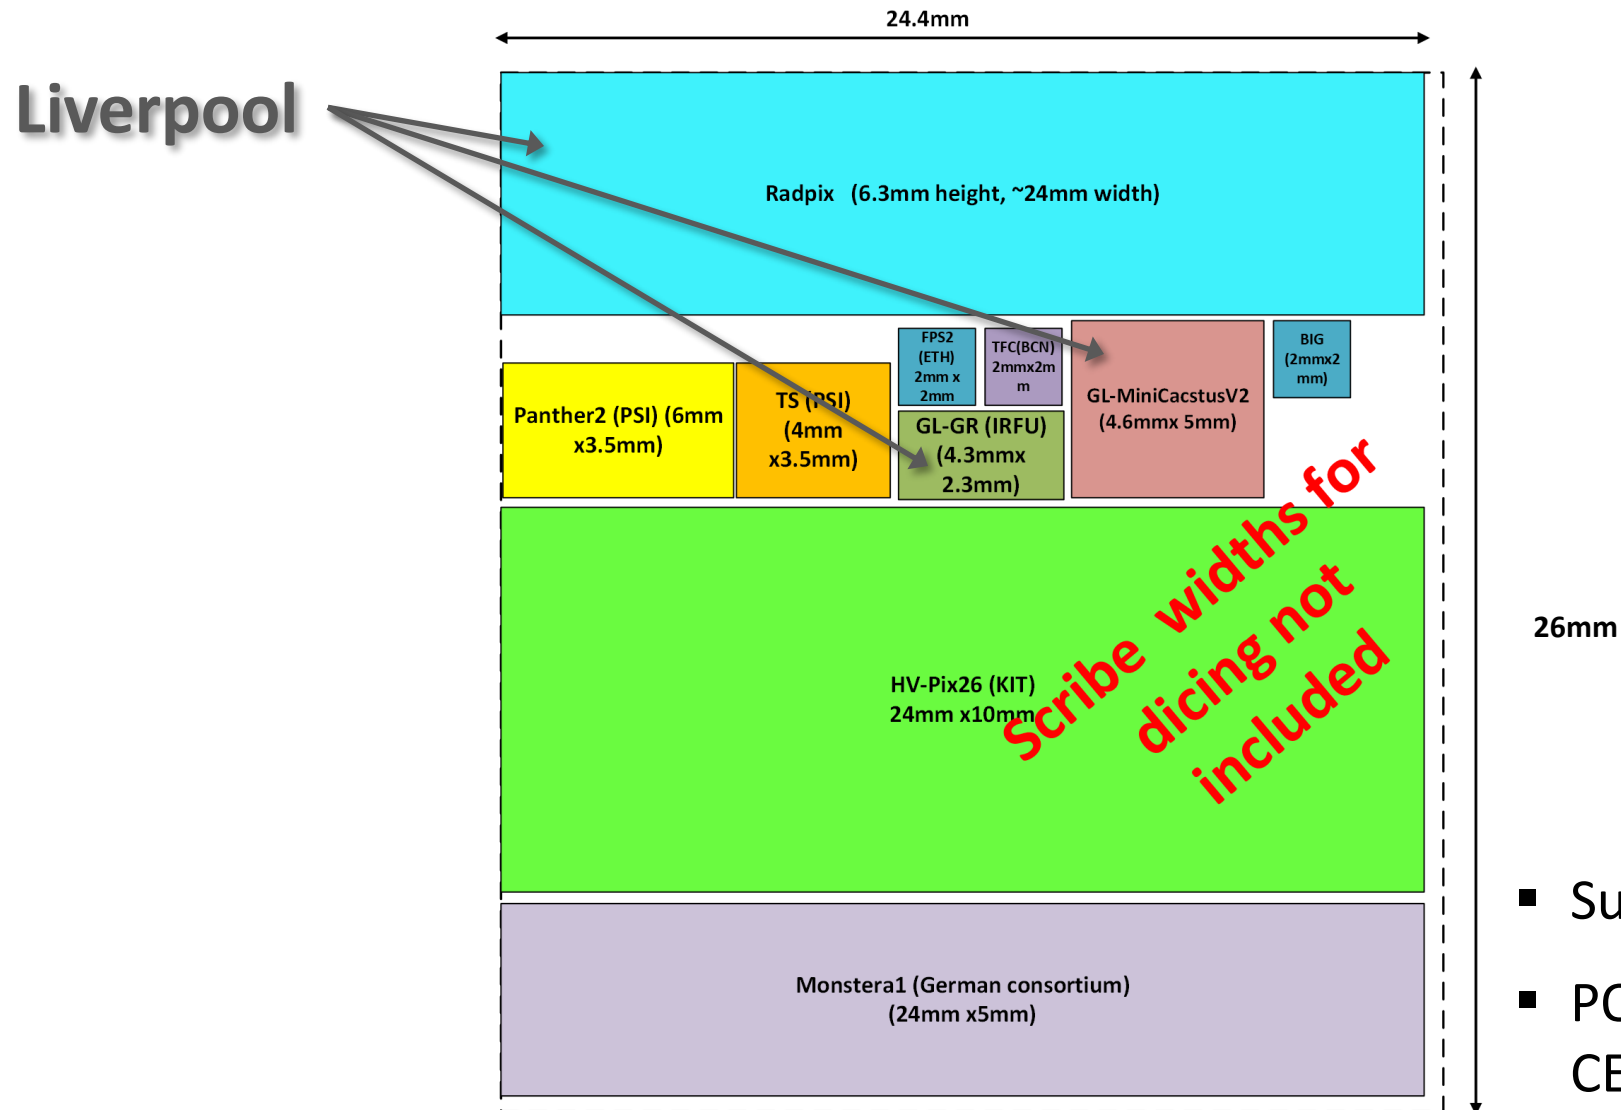 24.4mm
Liverpool
Radpix (6.3mm height, ~24mm width)
FPS2
(ETH)
2mm x
2mm
TFC(BCN)
2mmx2m
m
BIG
(2mmx2
mm)
GL-MiniCacstusV2
(4.6mmx 5mm)
Panther2 (PSI) (6mm
x3.5mm)
TS (PSI)
(4mm
x3.5mm)
GL-GR (IRFU)
(4.3mmx
2.3mm)
Scribe widths for
dicing not
included
26mm
HV-Pix26 (KIT)
24mm x10mm
Monstera1 (German consortium)
(24mm x5mm)